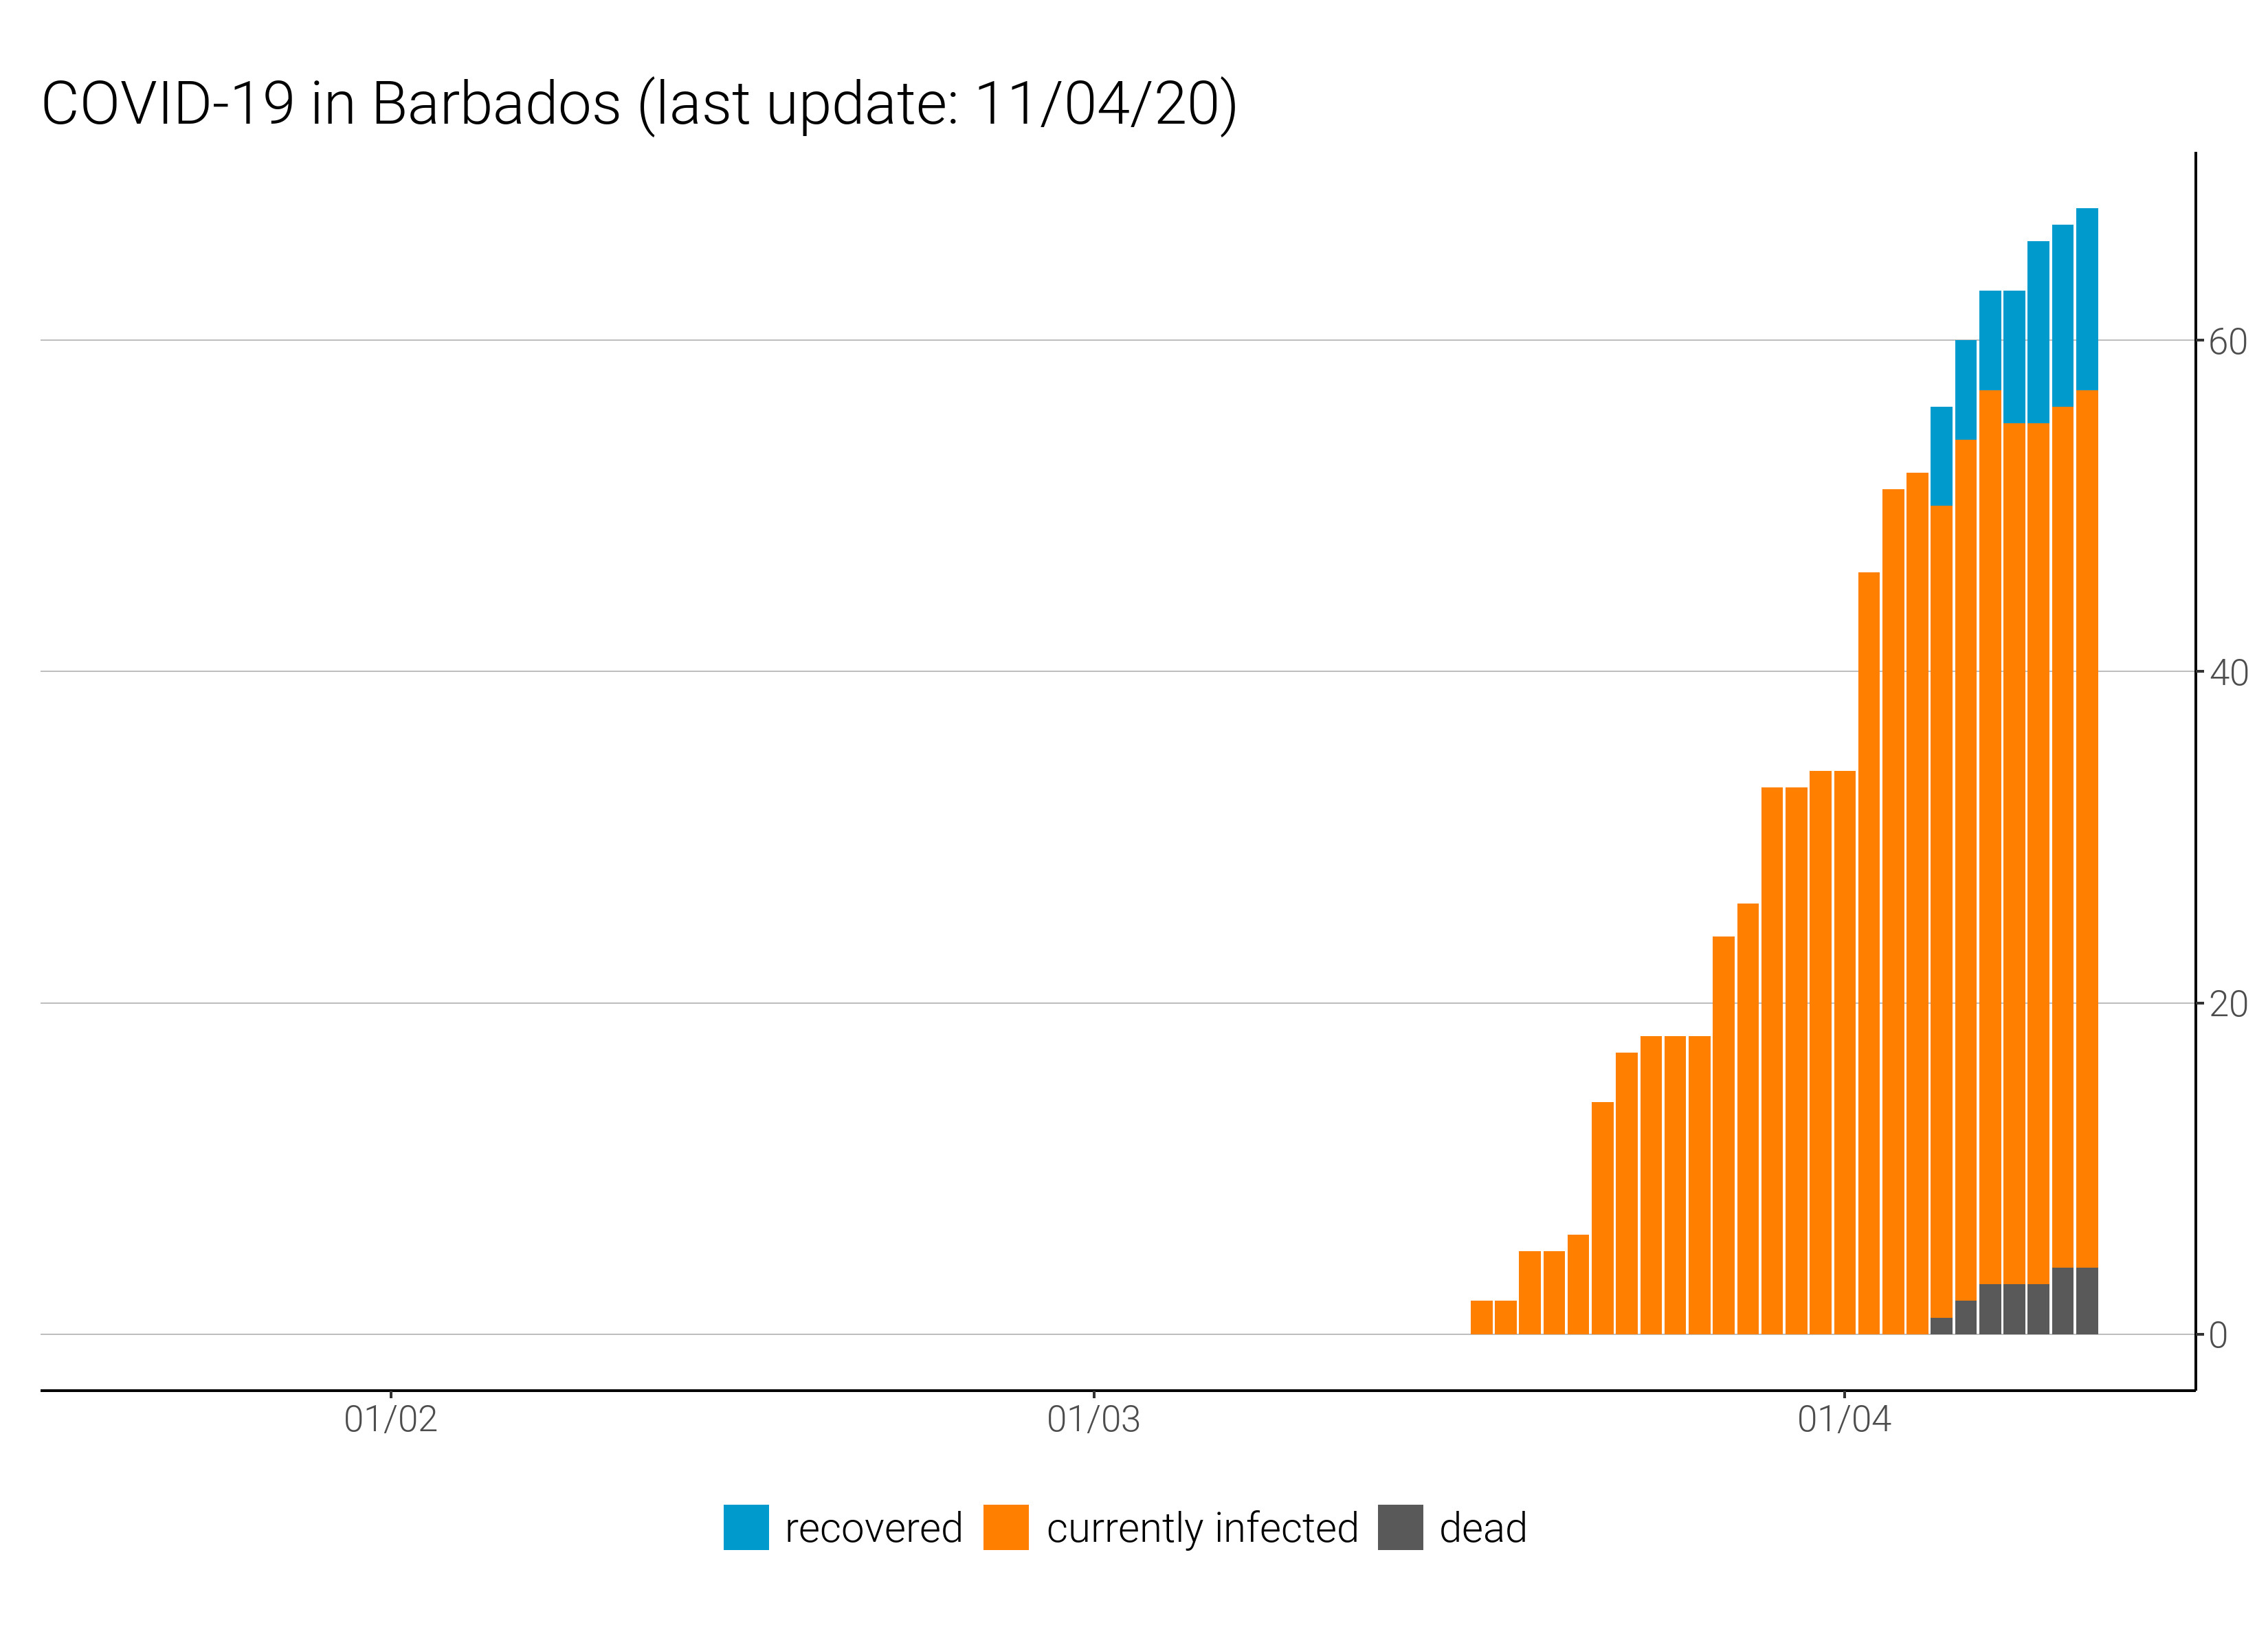 COVID-19 in Barbados (last update: 11/04/20)
60
40
20
0
01/02 01/03 01/04
recovered currently infected dead